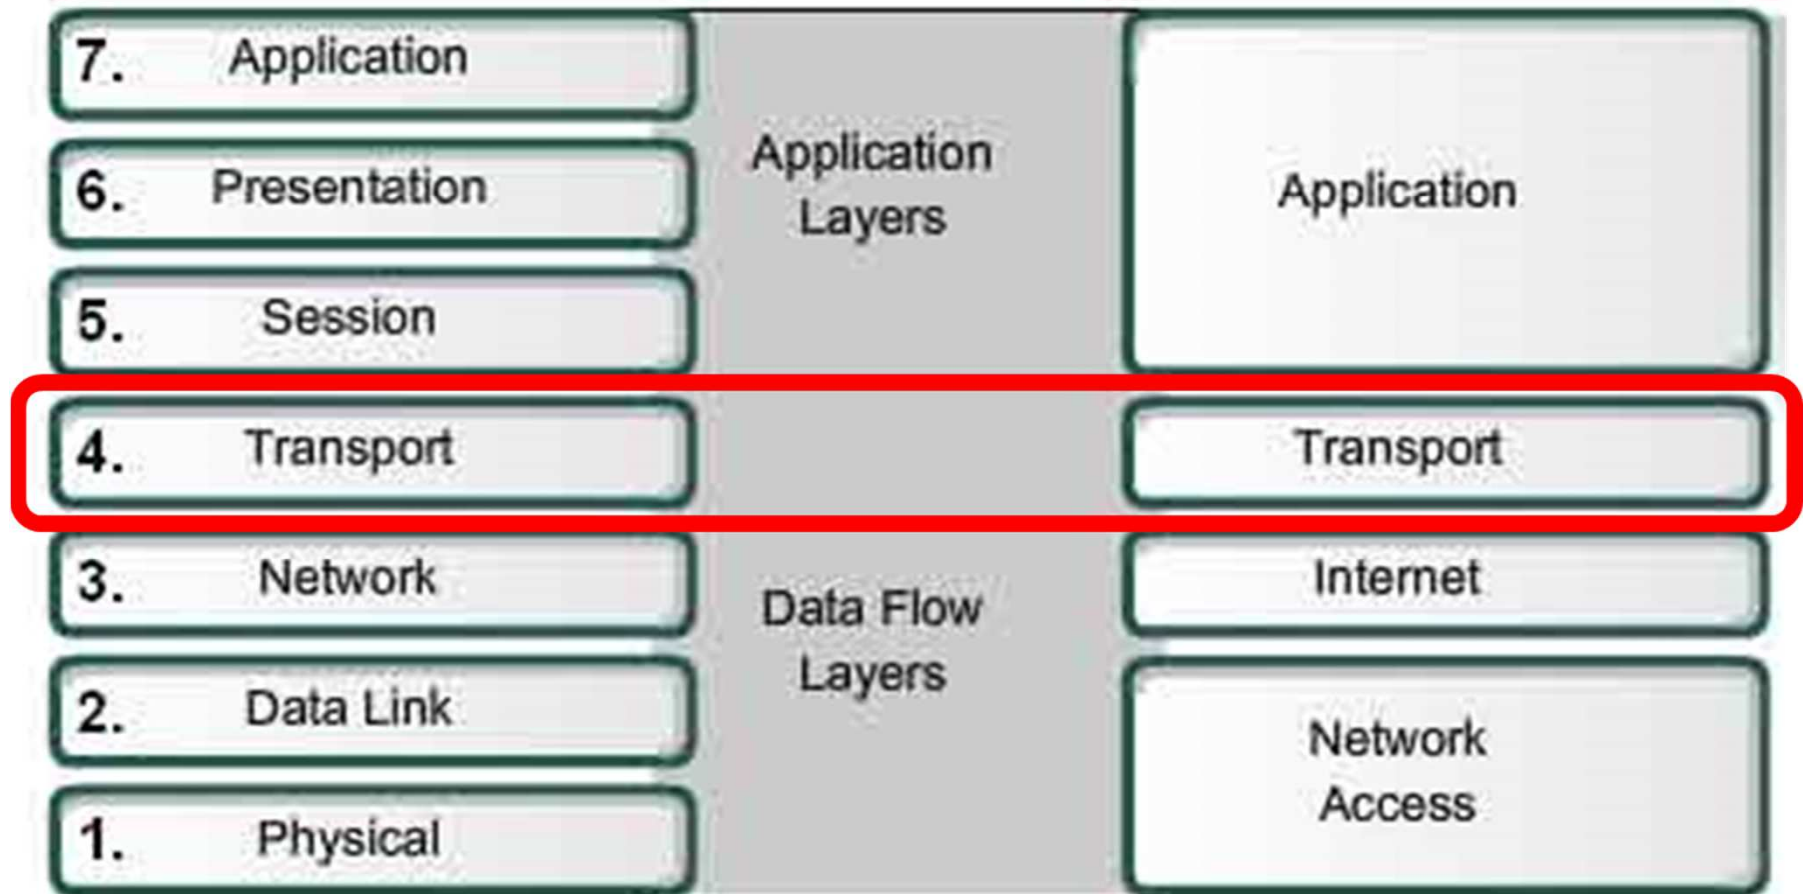 7. Application
6. Presentation
5. Session
4. Transport
3. Network
2. Data Link
1. Physical
Application
Layers
Data Flow
Layers
Application
Transport
Internet
Network
Access